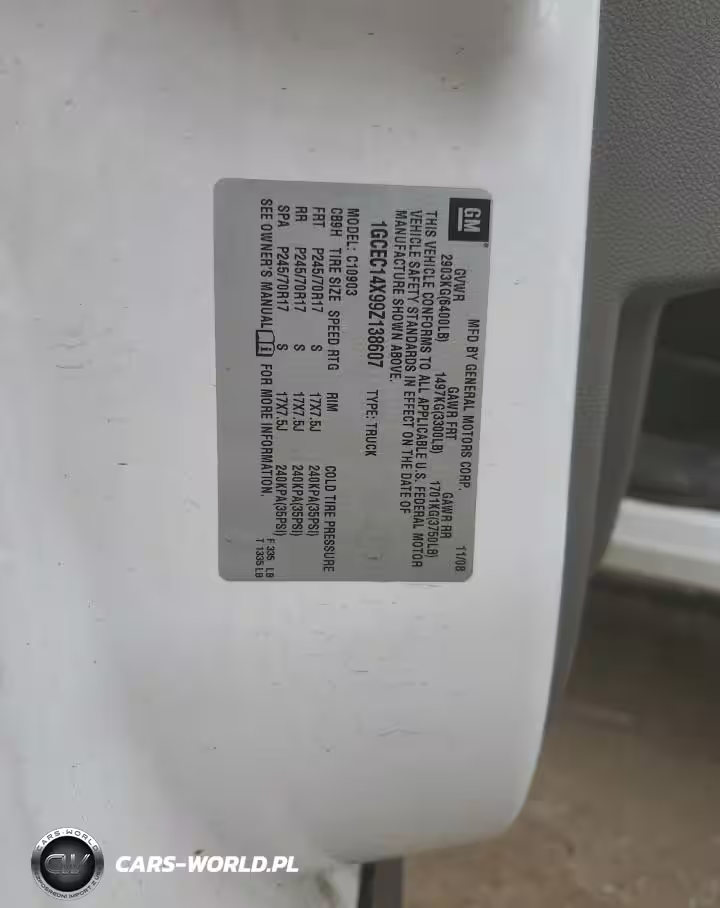 GM
MFD BY GENERAL MOTORS CORP. 11/08
GVWR GAWR FRT GAWR RR
2903KG(6400LB) 1497KG(3300LB) 1701KG(3750LB)
THIS VEHICLE CONFORMS TO ALL APPLICABLE U.S. FEDERAL MOTOR
VEHICLE SAFETY STANDARDS IN EFFECT ON THE DATE OF
MANUFACTURE SHOWN ABOVE.
1GCEC14X99Z138607 TYPE: TRUCK
MODEL: C10903
CB9H TIRE SIZE SPEED RTG RIM COLD TIRE PRESSURE
FRT P245/70R17 S 17X7.5J 240KPA(35PSI)
RR P245/70R17 S 17X7.5J 240KPA(35PSI)
SPA P245/70R17 S 17X7.5J 240KPA(35PSI)
SEE OWNER'S MANUAL FOR MORE INFORMATION.
F 335 LB
T 1335 LB
CARS-WORLD
CW
CARS-WORLD.PL